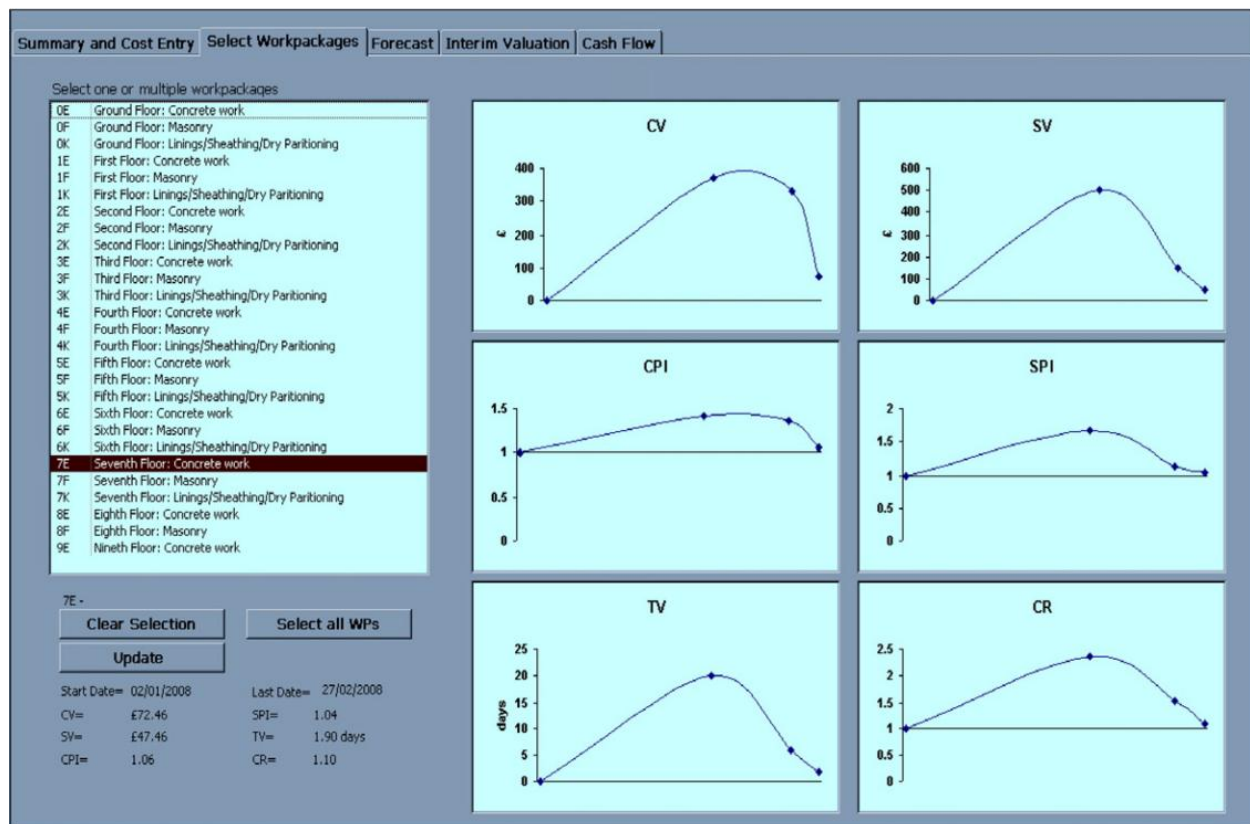 Summary and Cost Entry Select Workpackages Forecast Interim Valuation Cash Flow
Select one or multiple workpackages
0E Ground Floor: Concrete work
0F Ground Floor: Masonry
0K Ground Floor: Linings/Sheathing/Dry Paritioning
1E First Floor: Concrete work
1F First Floor: Masonry
1K First Floor: Linings/Sheathing/Dry Paritioning
2E Second Floor: Concrete work
2F Second Floor: Masonry
2K Second Floor: Linings/Sheathing/Dry Paritioning
3E Third Floor: Concrete work
3F Third Floor: Masonry
3K Third Floor: Linings/Sheathing/Dry Paritioning
4E Fourth Floor: Concrete work
4F Fourth Floor: Masonry
4K Fourth Floor: Linings/Sheathing/Dry Paritioning
5E Fifth Floor: Concrete work
5F Fifth Floor: Masonry
5K Fifth Floor: Linings/Sheathing/Dry Paritioning
6E Sixth Floor: Concrete work
6F Sixth Floor: Masonry
6K Sixth Floor: Linings/Sheathing/Dry Paritioning
7E Seventh Floor: Concrete work
7F Seventh Floor: Masonry
7K Seventh Floor: Linings/Sheathing/Dry Paritioning
8E Eighth Floor: Concrete work
8F Eighth Floor: Masonry
9E Nineth Floor: Concrete work
7E -
Clear Selection Select all WPs
Update
Start Date= 02/01/2008 Last Date= 27/02/2008
CV= £72.46 SPI= 1.04
SV= £47.46 TV= 1.90 days
CPI= 1.06 CR= 1.10
CV
400
300
200
100
0
£
SV
600
500
400
300
200
100
0
£
CPI
1.5
1
0.5
0
SPI
2
1.5
1
0.5
0
TV
25
20
15
10
5
0
days
CR
2.5
2
1.5
1
0.5
0